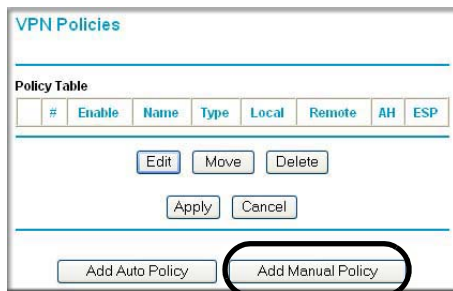 VPN Policies
Policy Table
# Enable Name Type Local Remote AH ESP
Edit Move Delete
Apply Cancel
Add Auto Policy Add Manual Policy